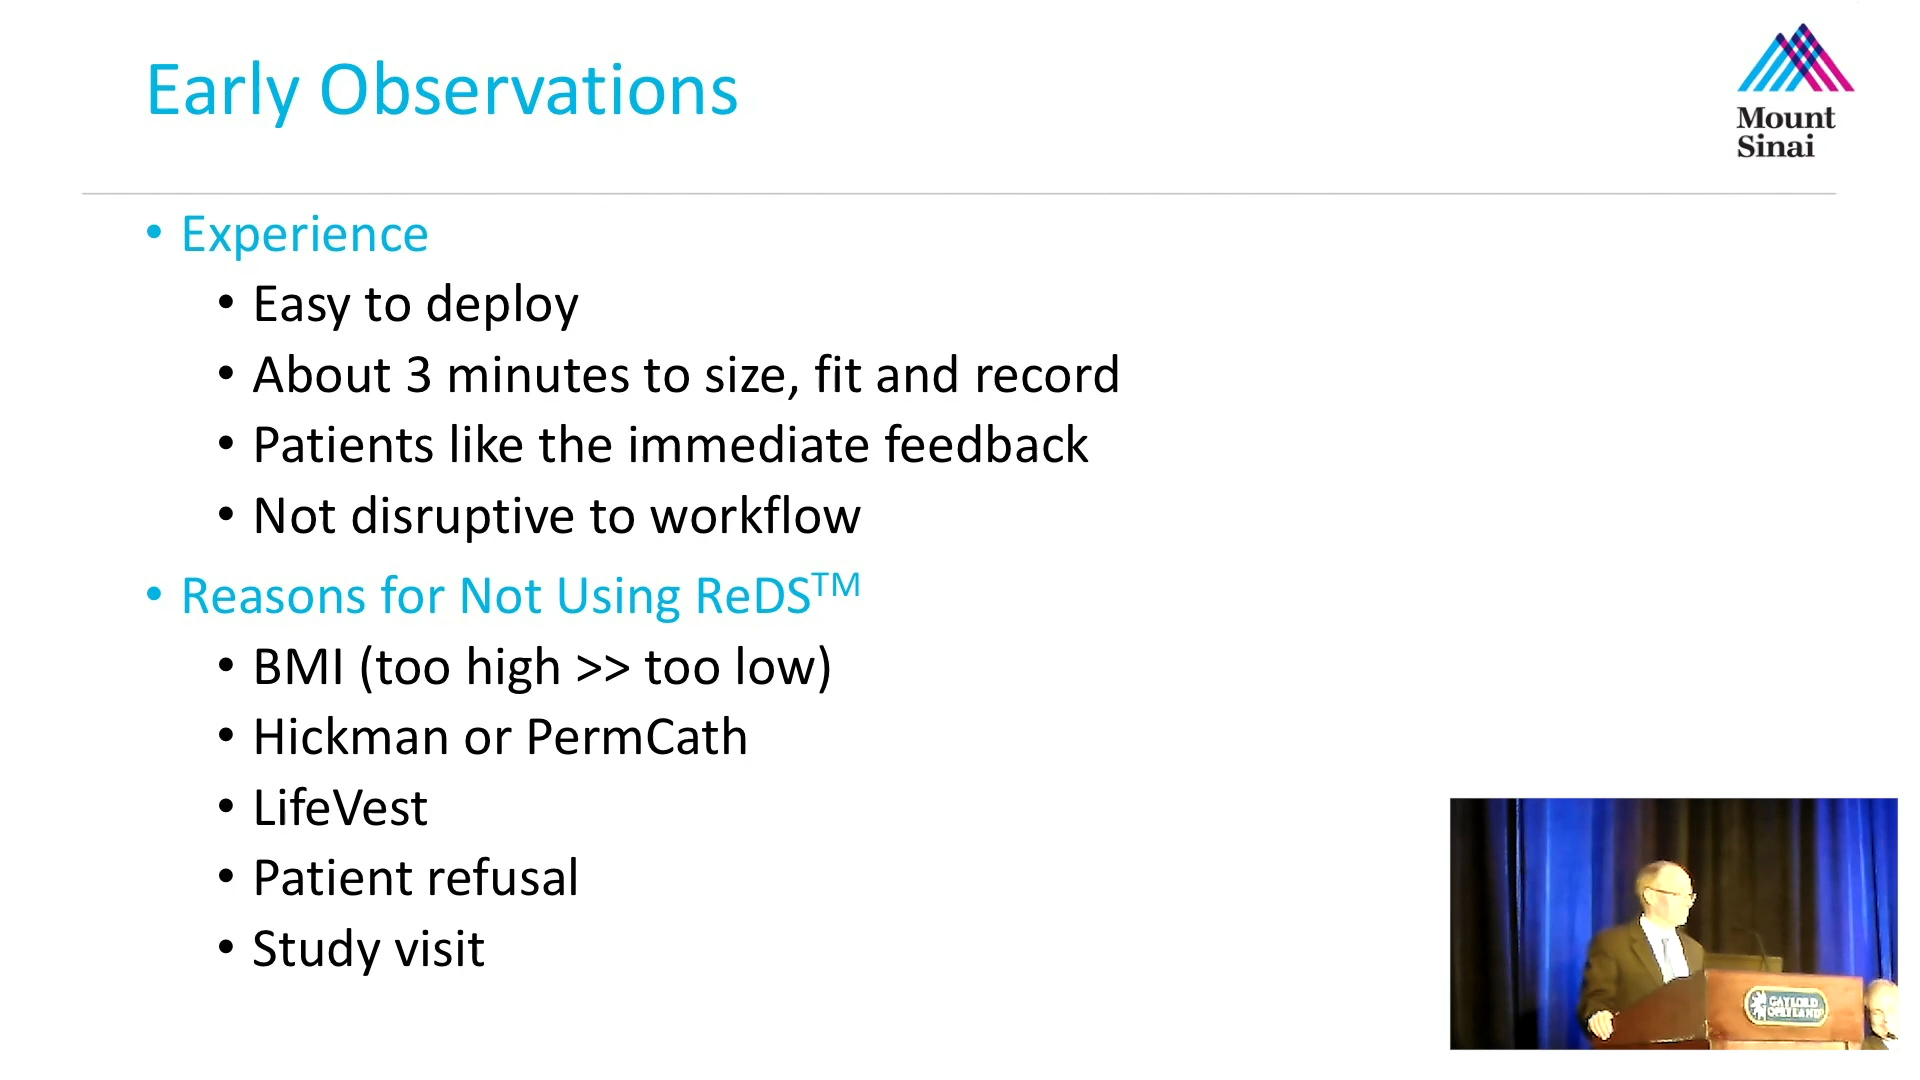 Early Observations
Mount
Sinai
• Experience
• Easy to deploy
• About 3 minutes to size, fit and record
• Patients like the immediate feedback
• Not disruptive to workflow
• Reasons for Not Using ReDS™
• BMI (too high >> too low)
• Hickman or PermCath
• LifeVest
• Patient refusal
• Study visit
GAYLORD
OPRYLAND